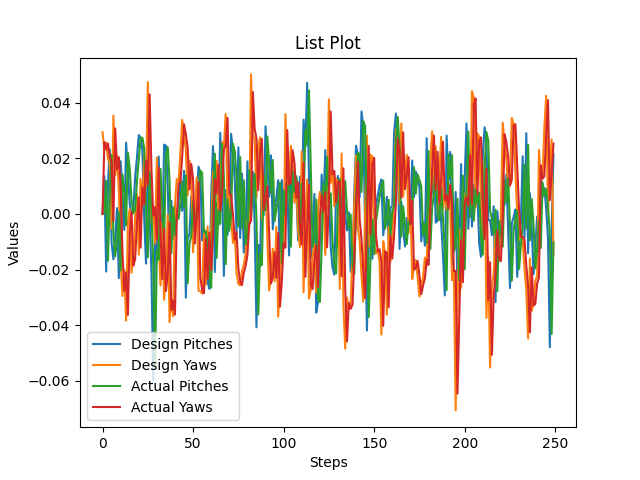 List Plot
Values
0.04
0.02
0.00
−0.02
−0.04
−0.06
Design Pitches
Design Yaws
Actual Pitches
Actual Yaws
0 50 100 150 200 250
Steps